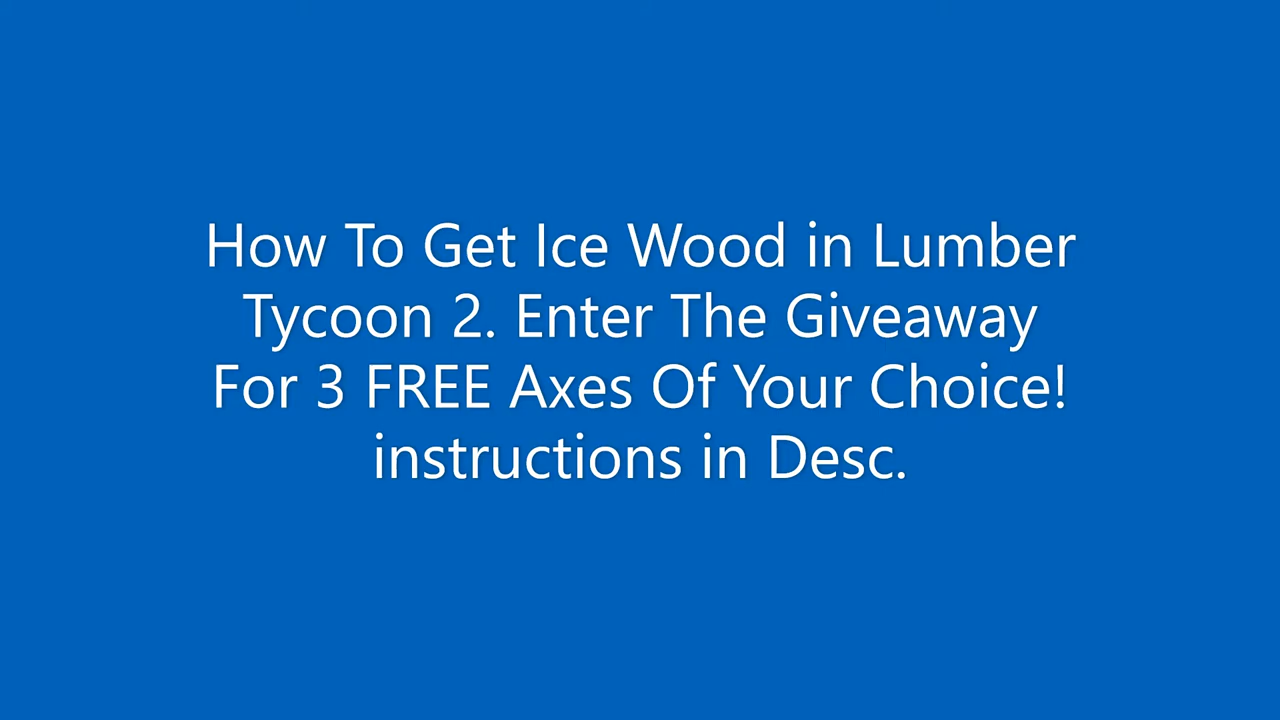 How To Get Ice Wood in Lumber
Tycoon 2. Enter The Giveaway
For 3 FREE Axes Of Your Choice!
instructions in Desc.